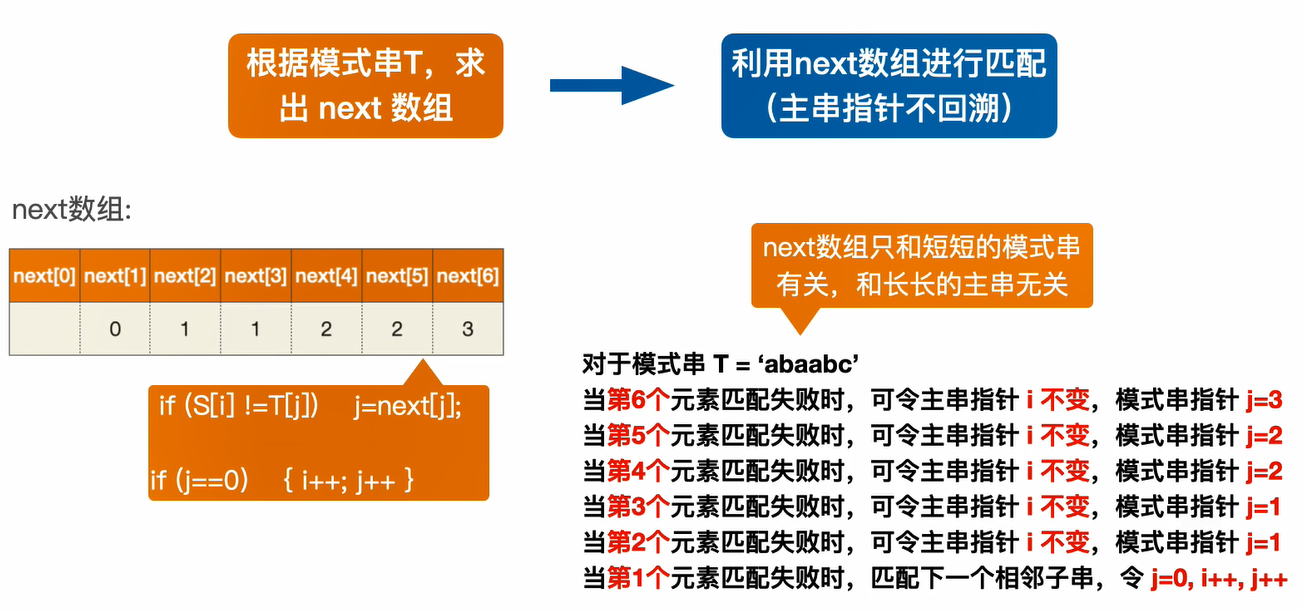 根据模式串T，求
出 next 数组
利用next数组进行匹配
（主串指针不回溯）
next数组:
next[0] next[1] next[2] next[3] next[4] next[5] next[6]
0 1 1 2 2 3
if (S[i] !=T[j]) j=next[j];
if (j==0) { i++; j++ }
next数组只和短短的模式串
有关，和长长的主串无关
对于模式串 T = ‘abaabc’
当第6个元素匹配失败时，可令主串指针 i 不变，模式串指针 j=3
当第5个元素匹配失败时，可令主串指针 i 不变，模式串指针 j=2
当第4个元素匹配失败时，可令主串指针 i 不变，模式串指针 j=2
当第3个元素匹配失败时，可令主串指针 i 不变，模式串指针 j=1
当第2个元素匹配失败时，可令主串指针 i 不变，模式串指针 j=1
当第1个元素匹配失败时，匹配下一个相邻子串，令 j=0, i++, j++